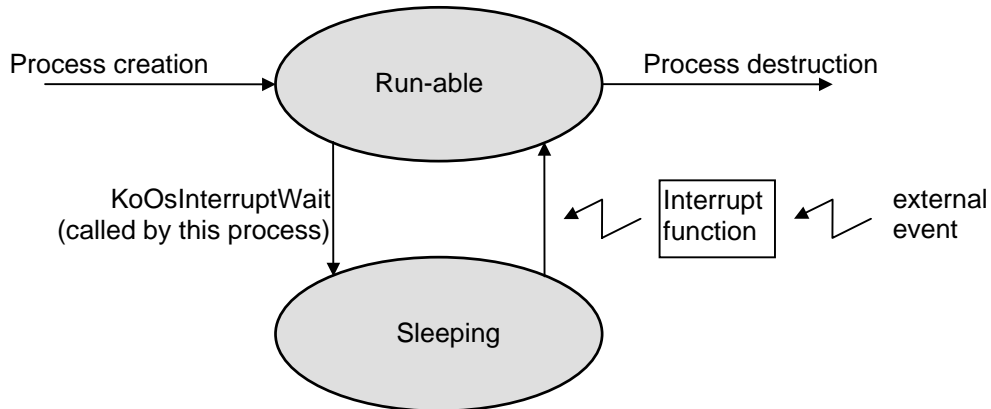 Process creation
Run-able
Process destruction
KoOsInterruptWait
(called by this process)
Interrupt
function
external
event
Sleeping